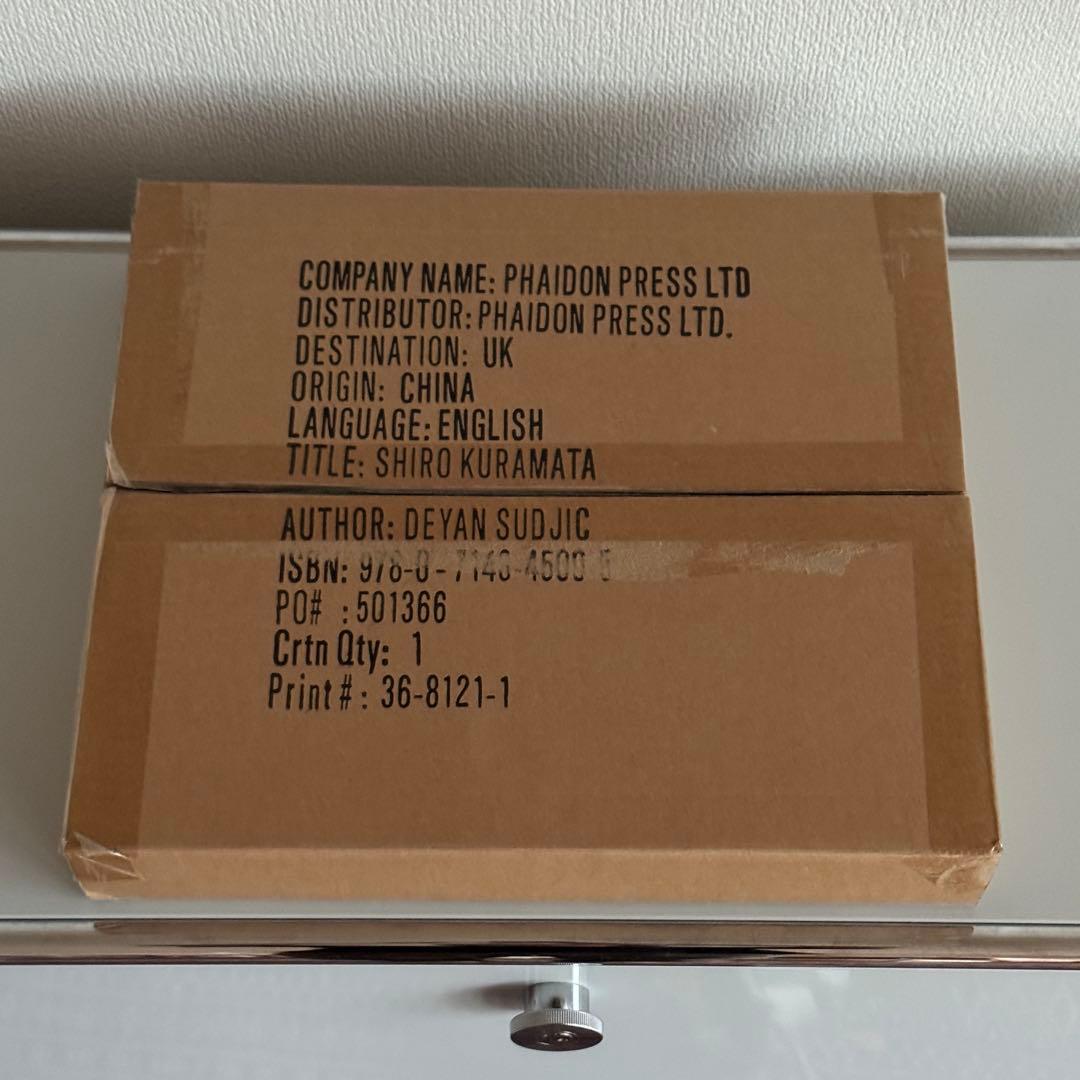 COMPANY NAME: PHAIDON PRESS LTD
DISTRIBUTOR: PHAIDON PRESS LTD.
DESTINATION: UK
ORIGIN: CHINA
LANGUAGE: ENGLISH
TITLE: SHIRO KURAMATA
AUTHOR: DEYAN SUDJIC
ISBN:
PO# : 501366
Crtn Qty: 1
Print # : 36-8121-1